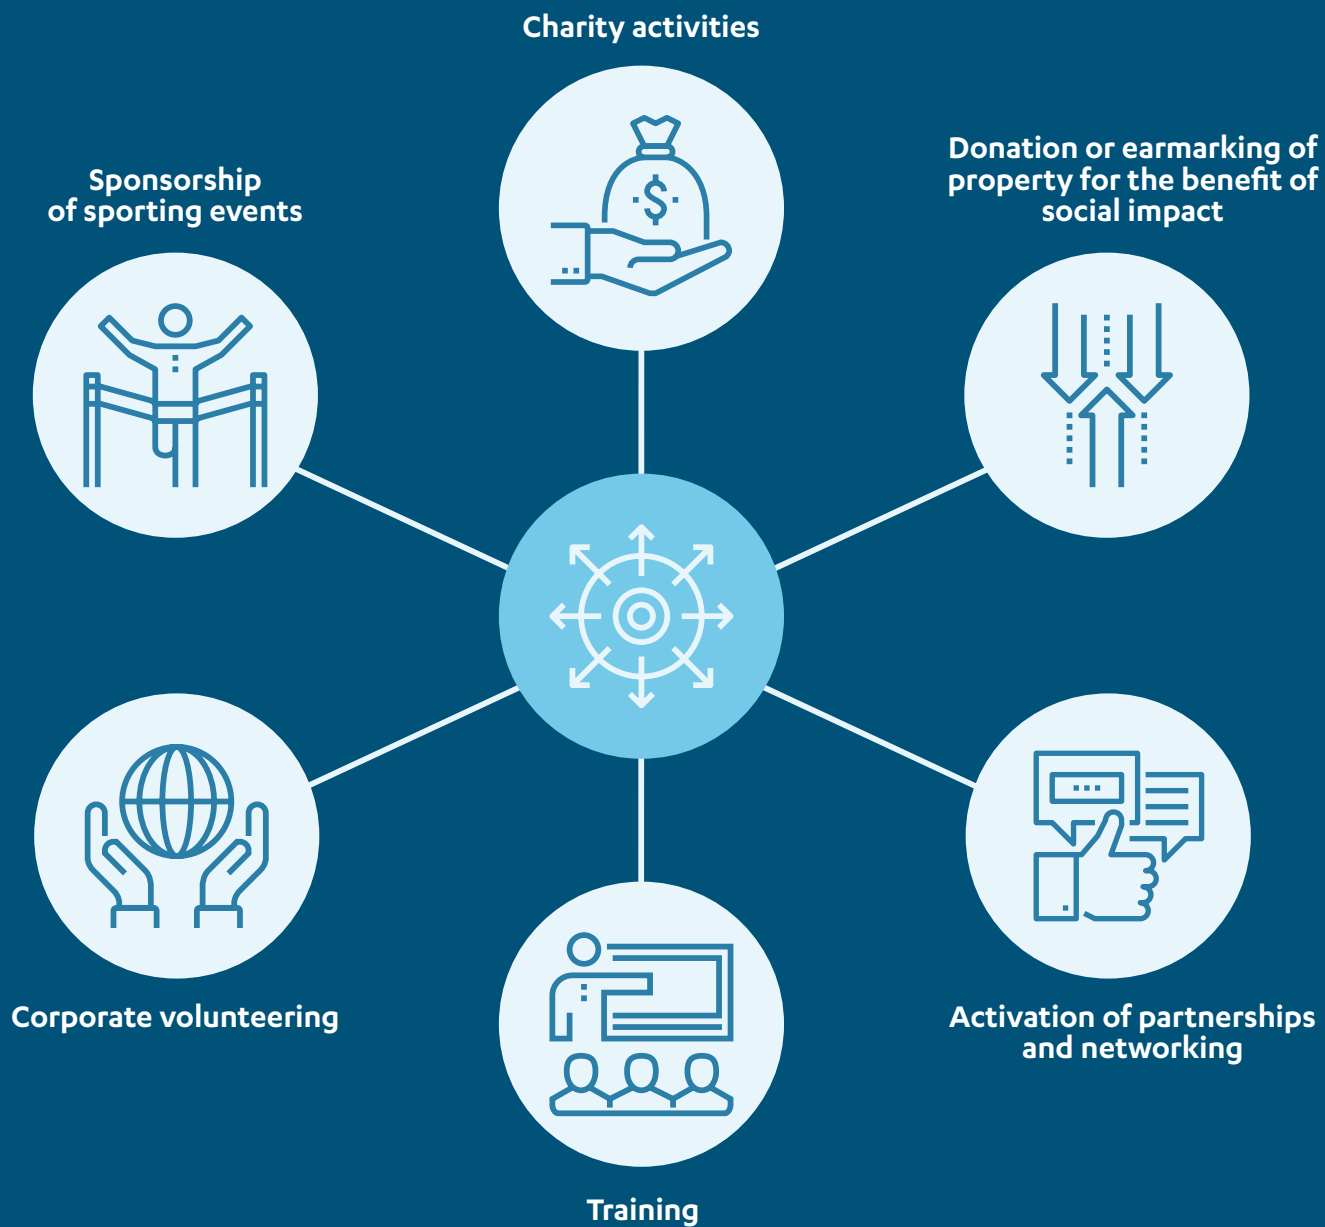 Charity activities
Sponsorship
of sporting events
Donation or earmarking of
property for the benefit of
social impact
$
Corporate volunteering
Activation of partnerships
and networking
Training